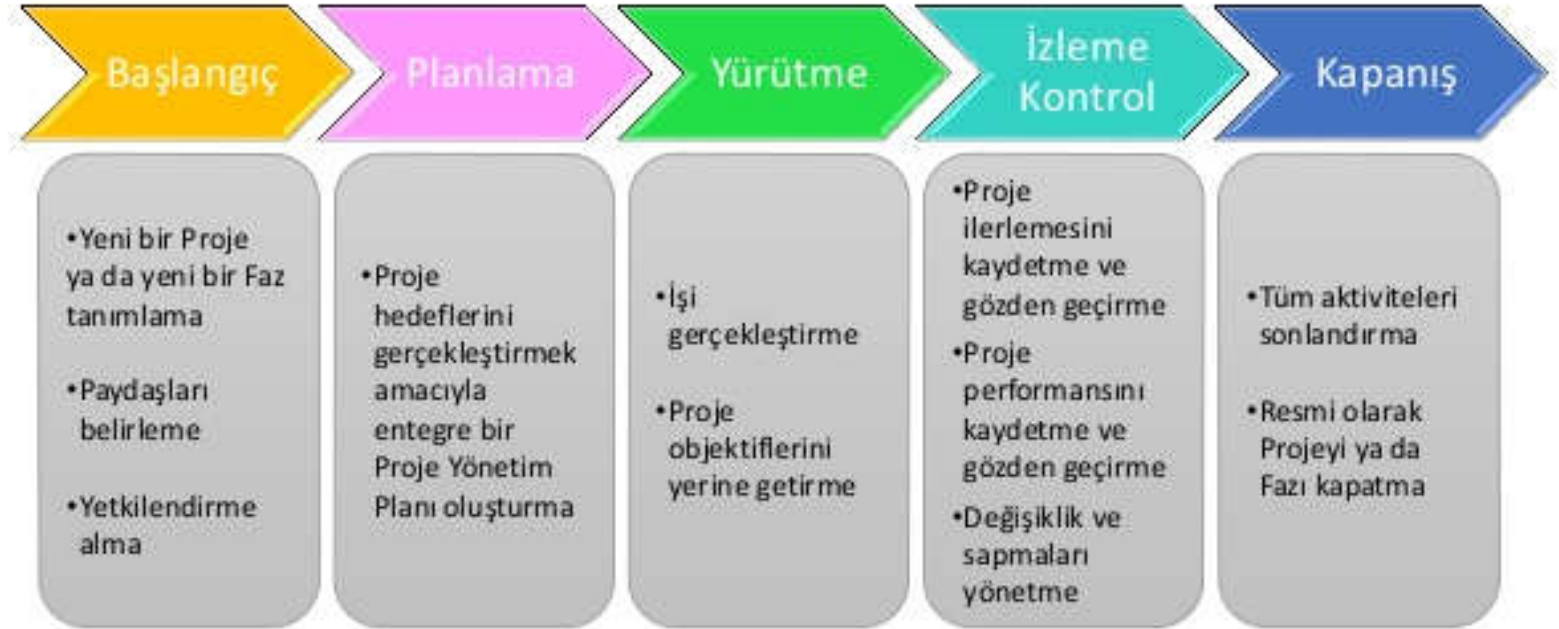 Başlangıç
Planlama
Yürütme
İzleme
Kontrol
Kapanış
•Yeni bir Proje
ya da yeni bir Faz
tanımlama
•Paydaşları
belirleme
•Yetkilendirme
alma
•Proje
hedeflerini
gerçekleştirmek
amacıyla
entegre bir
Proje Yönetim
Planı oluşturma
•İşi
gerçekleştirme
•Proje
objektiflerini
yerine getirme
•Proje
ilerlemesini
kaydetme ve
gözden geçirme
•Proje
performansını
kaydetme ve
gözden geçirme
•Değişiklik ve
sapmaları
yönetme
•Tüm aktiviteleri
sonlandırma
•Resmi olarak
Projeyi ya da
Fazı kapatma